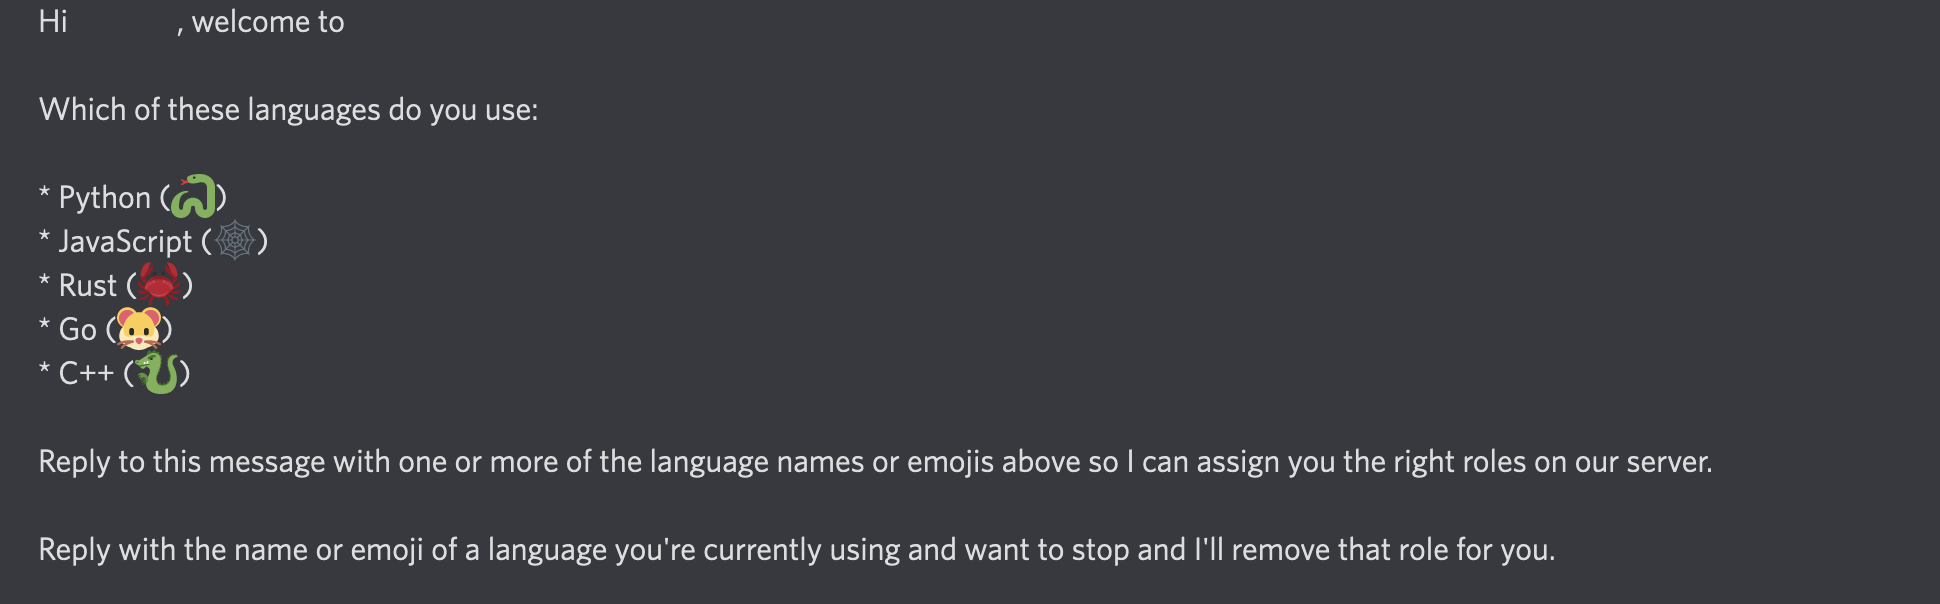 Hi , welcome to
Which of these languages do you use:
* Python (🐍)
* JavaScript (🕸️)
* Rust (🦀)
* Go (🐹)
* C++ (🐉)
Reply to this message with one or more of the language names or emojis above so I can assign you the right roles on our server.
Reply with the name or emoji of a language you're currently using and want to stop and I'll remove that role for you.